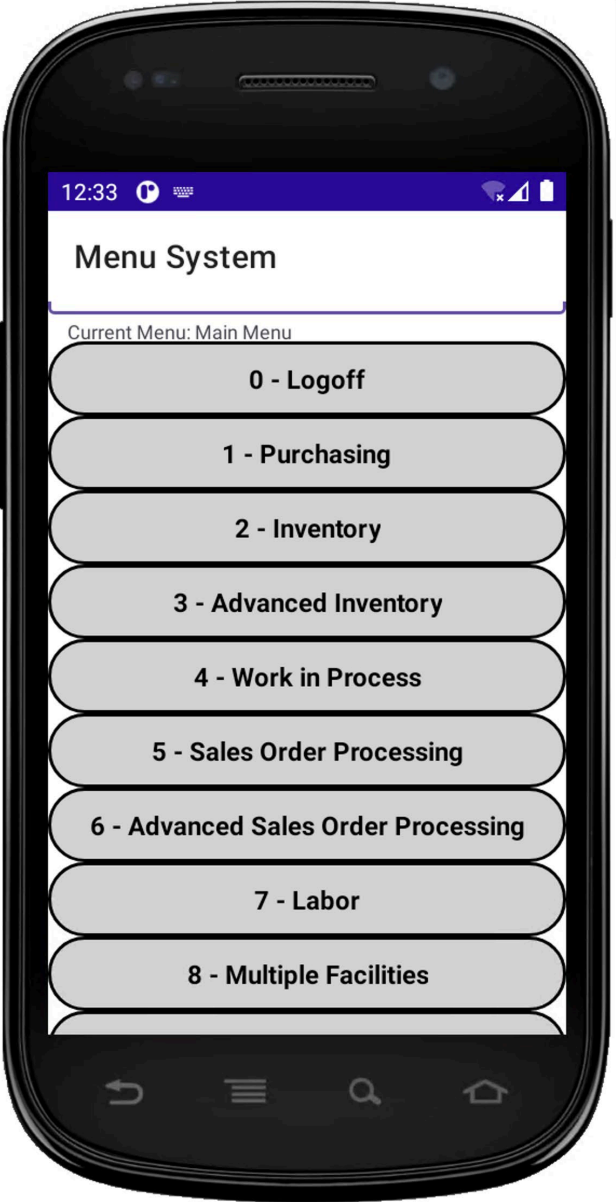 12:33
Menu System
Current Menu: Main Menu
0 - Logoff
1 - Purchasing
2 - Inventory
3 - Advanced Inventory
4 - Work in Process
5 - Sales Order Processing
6 - Advanced Sales Order Processing
7 - Labor
8 - Multiple Facilities